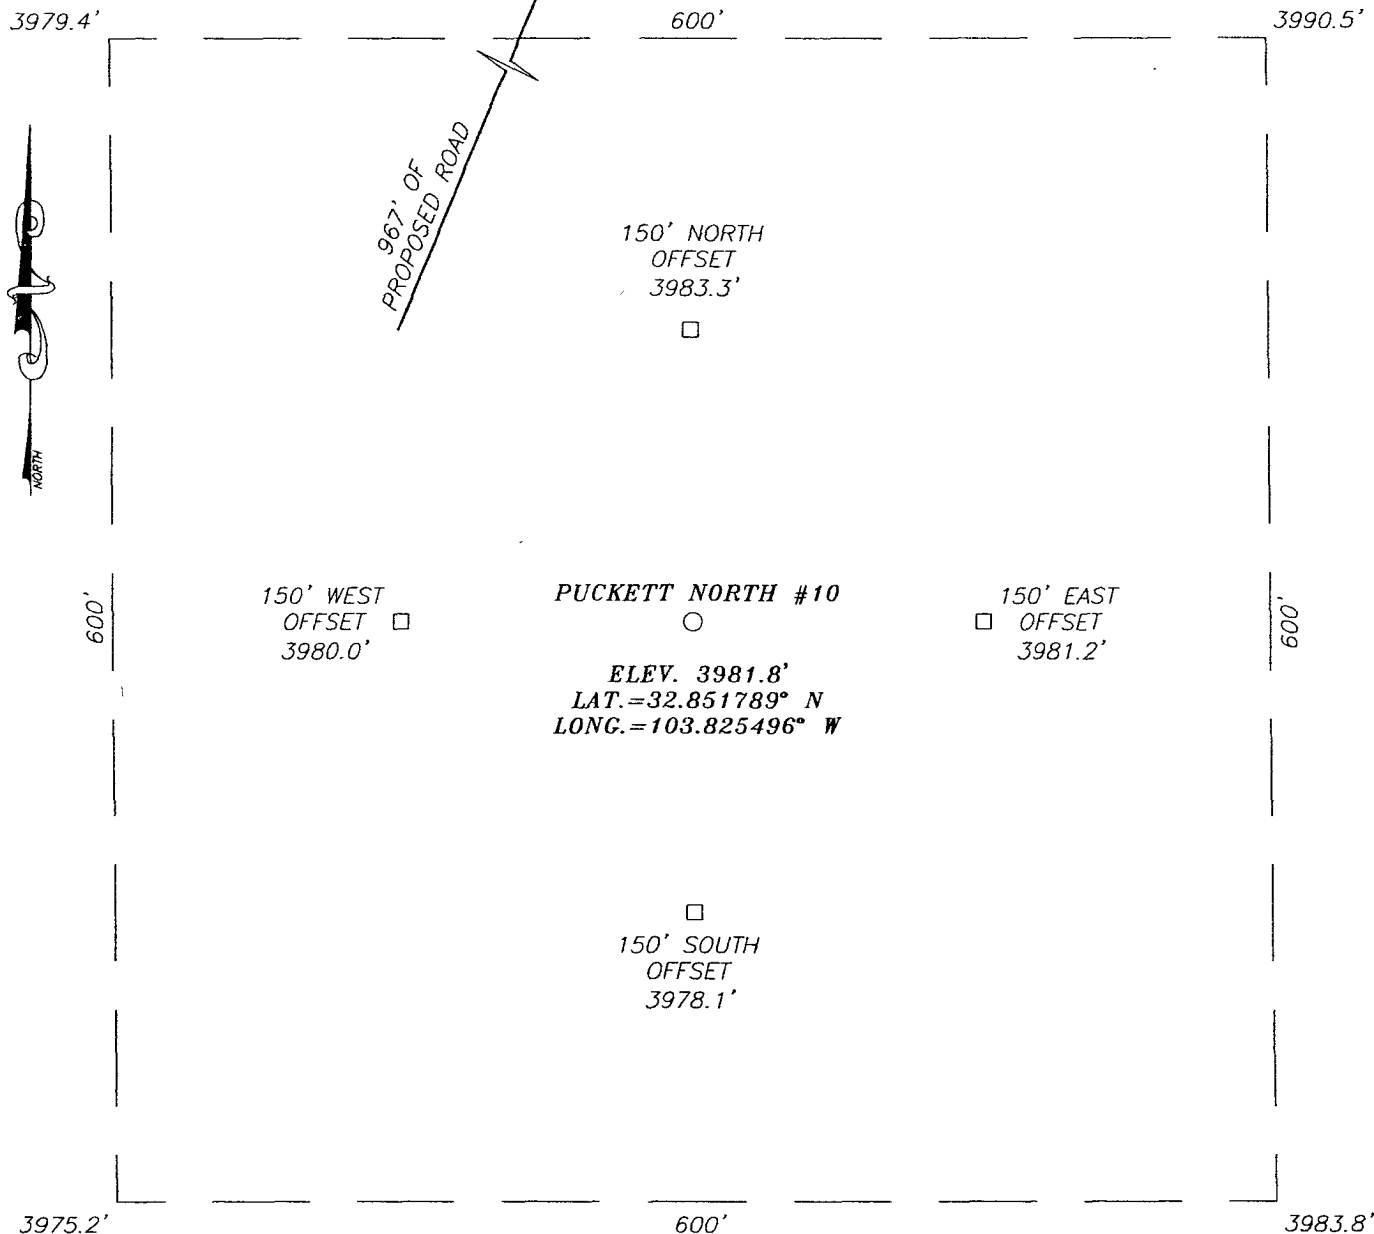 3979.4'
600'
3990.5'
967' OF
PROPOSED ROAD
150' NORTH
OFFSET
3983.3'
NORTH
600'
150' WEST
OFFSET
3980.0'
PUCKETT NORTH #10
ELEV. 3981.8'
LAT.=32.851789° N
LONG.=103.825496° W
150' EAST
OFFSET
3981.2'
600'
150' SOUTH
OFFSET
3978.1'
3975.2'
600'
3983.8'